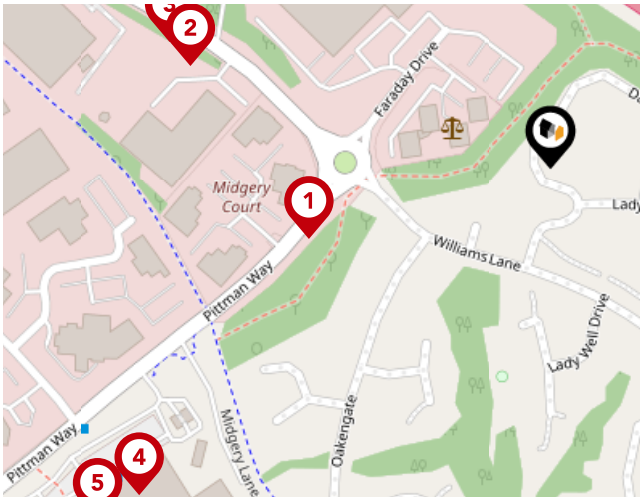 3
2
Faraday Drive
Midgery
Court
1
Lady
Williams Lane
Pittman Way
Lady Well Drive
Oakengate
Midgery Lane
Pittman Way
4
5